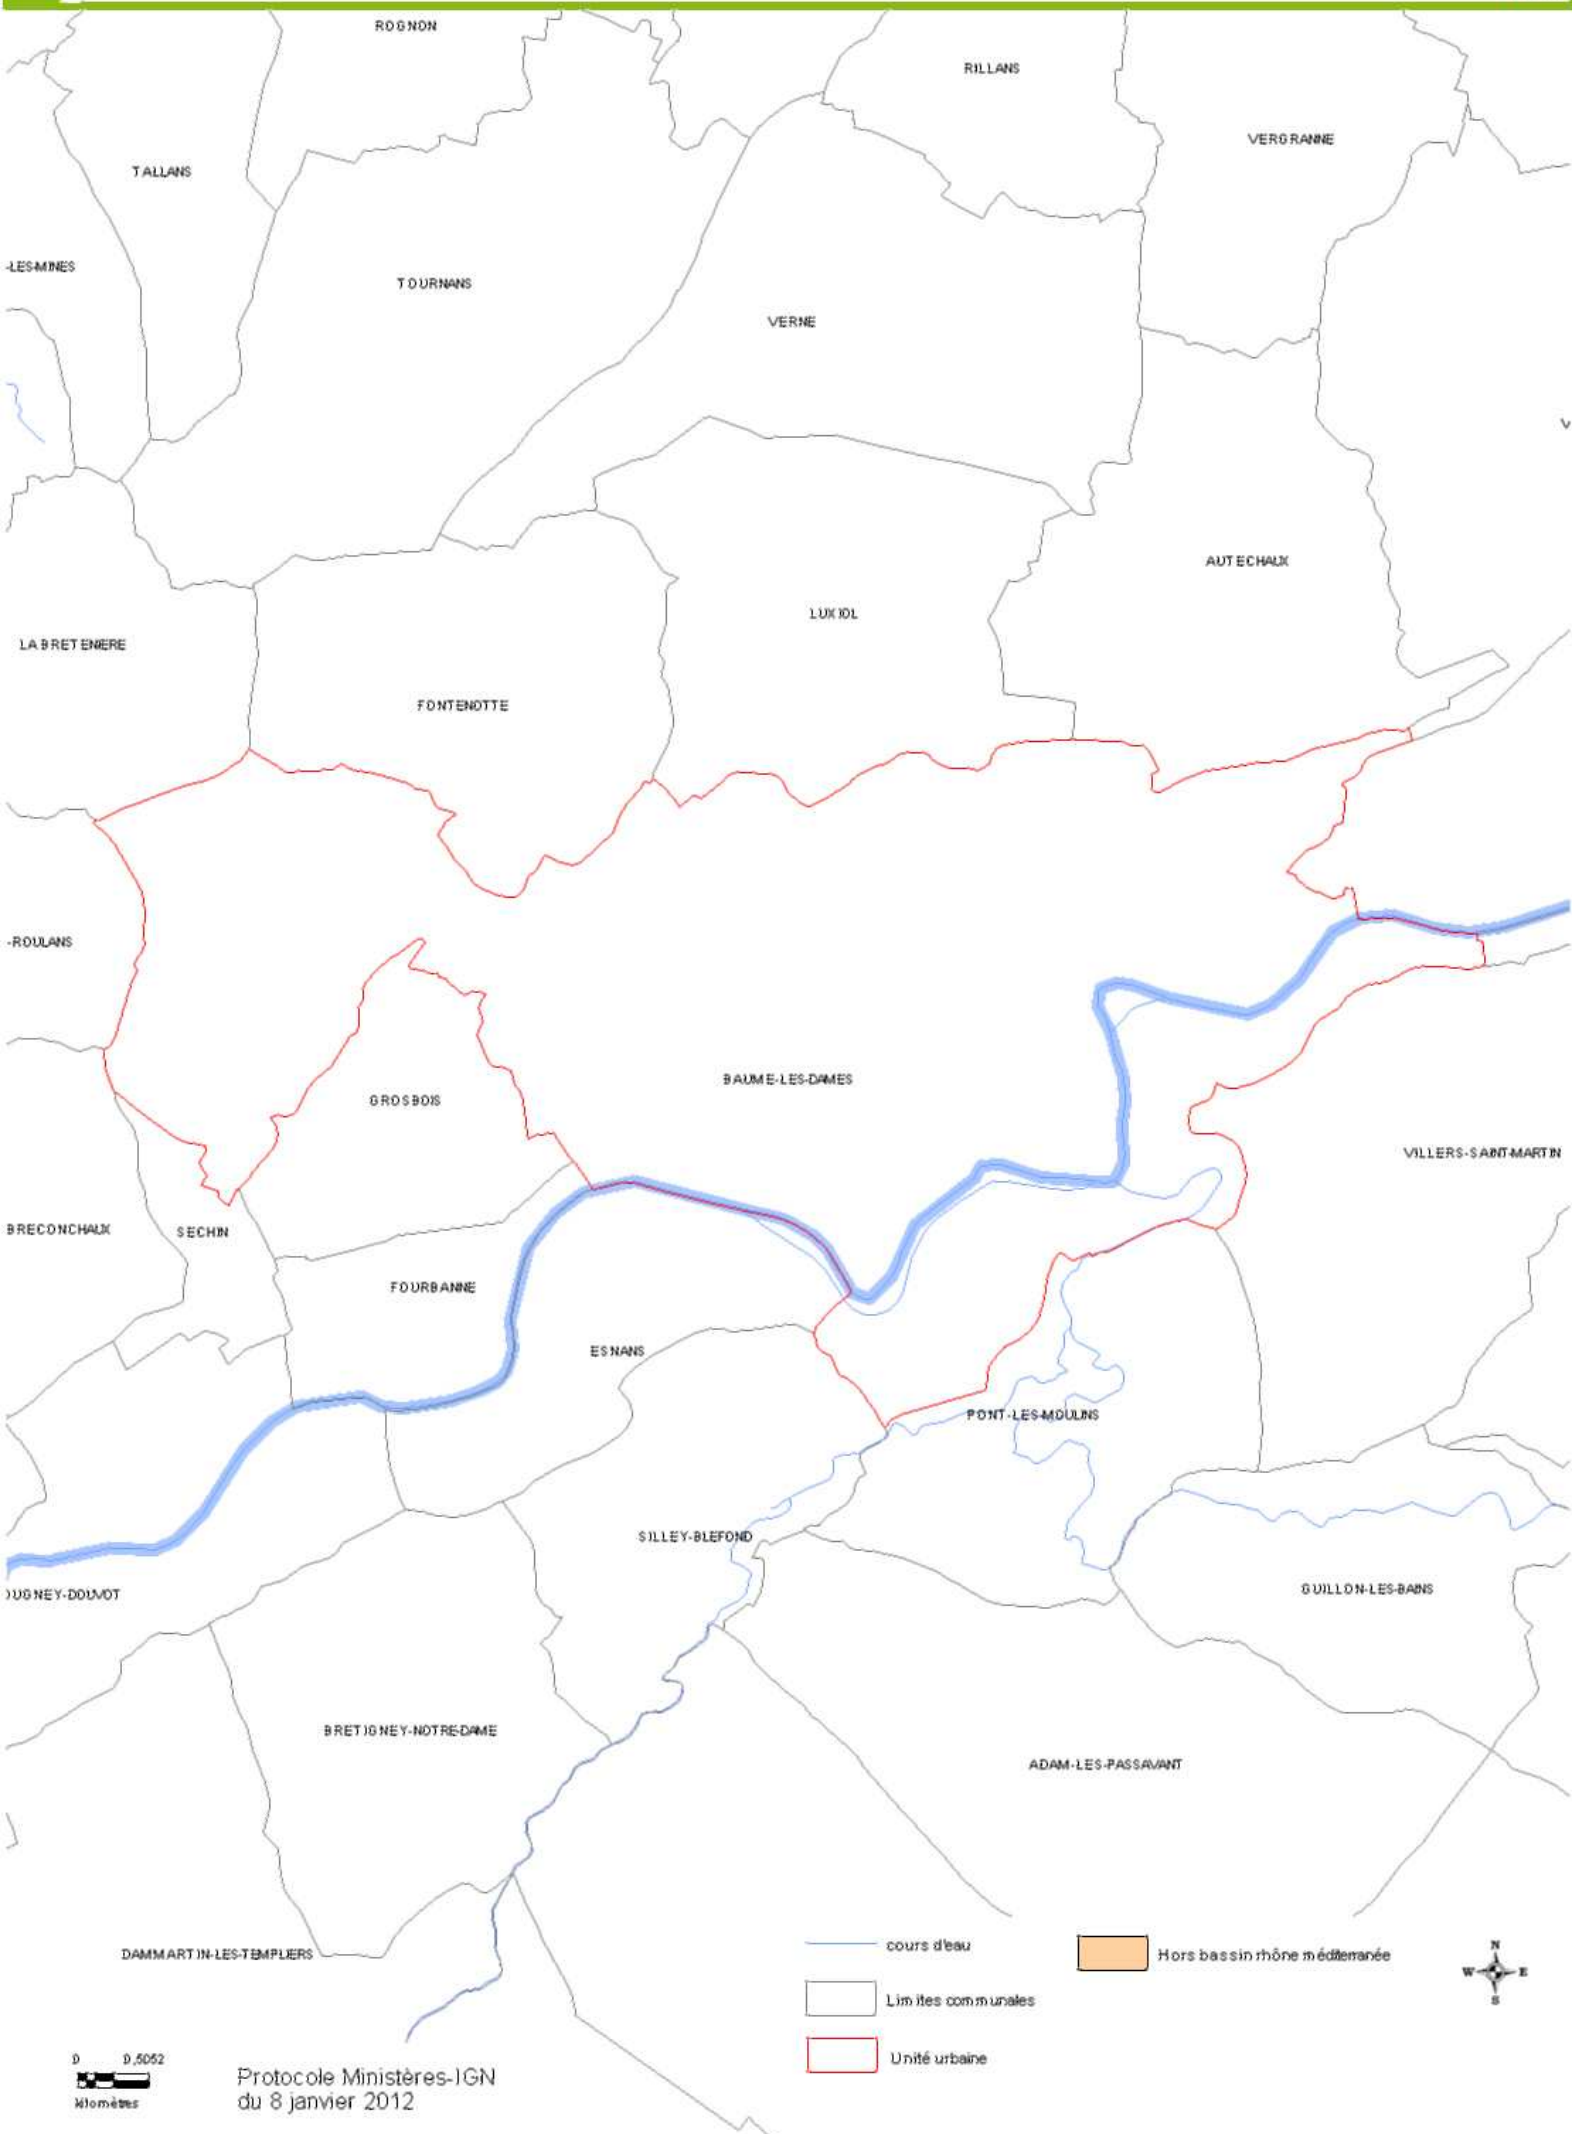 ROGNON
RILLANS
VERGRANNE
TALLANS
-LES-MINES
TOURNANS
VERNE
V
AUTECHAUX
LUXIOL
LA BRETENIERE
FONTENOTTE
-ROULANS
BAUME-LES-DAMES
GROSBOIS
VILLERS-SAINT-MARTIN
BRECONCHAUX
SECHIN
FOURBANNE
ESNANS
PONT-LES-MOULINS
SILLEY-BLEFOND
OUGNEY-DOUVOT
GUILLON-LES-BAINS
BRETIGNEY-NOTRE-DAME
ADAM-LES-PASSAVANT
DAMMARTIN-LES-TEMPLIERS
cours d'eau
Hors bassin rhône méditerranée
Limites communales
Unité urbaine
N
W E
S
0 0,5052
kilomètres
Protocole Ministères-IGN
du 8 janvier 2012